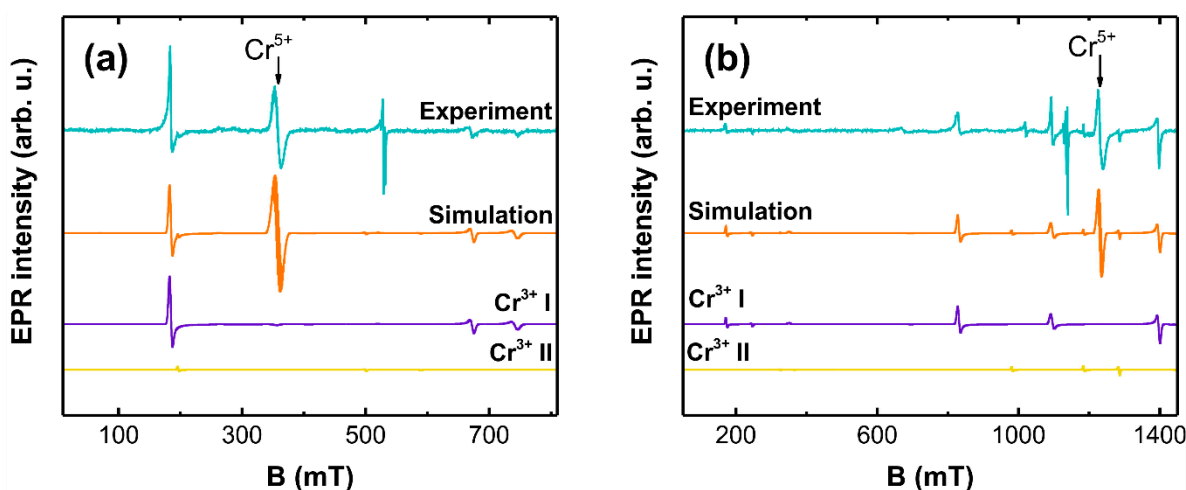 (a)
Cr⁵⁺
Experiment
Simulation
Cr³⁺ I
Cr³⁺ II
EPR intensity (arb. u.)
100 300 500 700
B (mT)
(b)
Cr⁵⁺
Experiment
Simulation
Cr³⁺ I
Cr³⁺ II
EPR intensity (arb. u.)
200 600 1000 1400
B (mT)